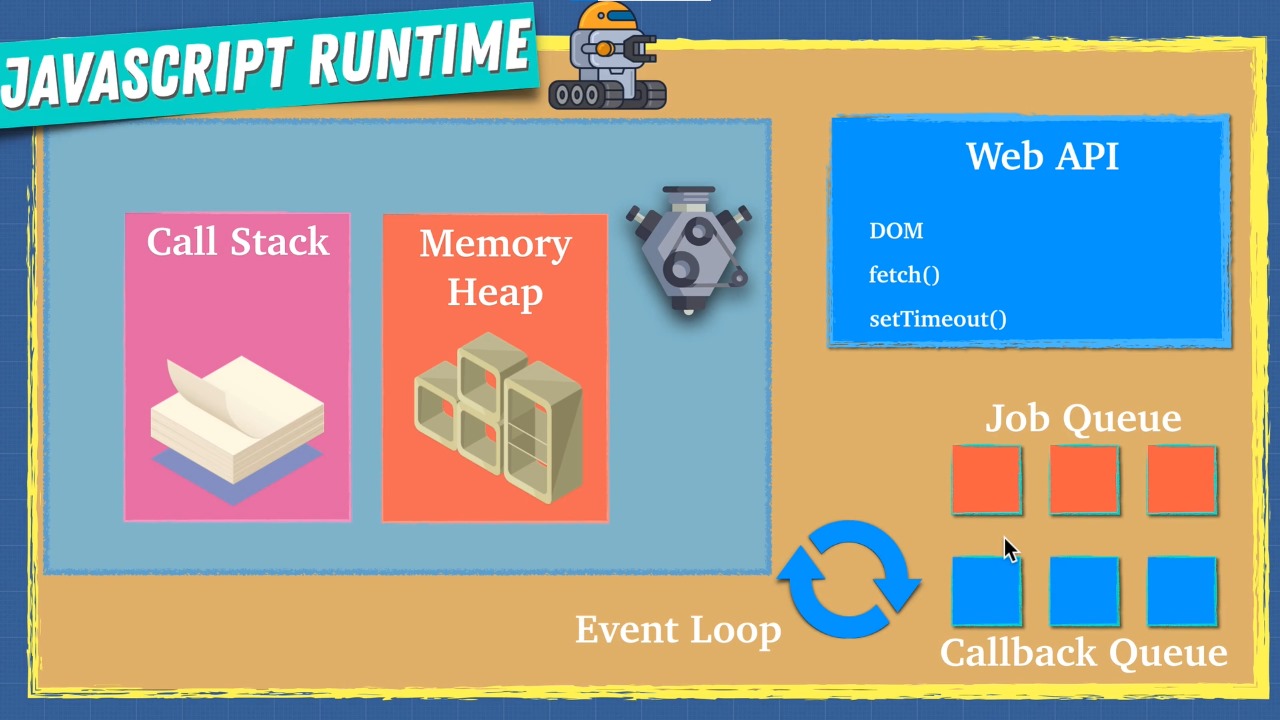 JAVASCRIPT RUNTIME
Call Stack
Memory
Heap
Web API
DOM
fetch()
setTimeout()
Job Queue
Event Loop
Callback Queue